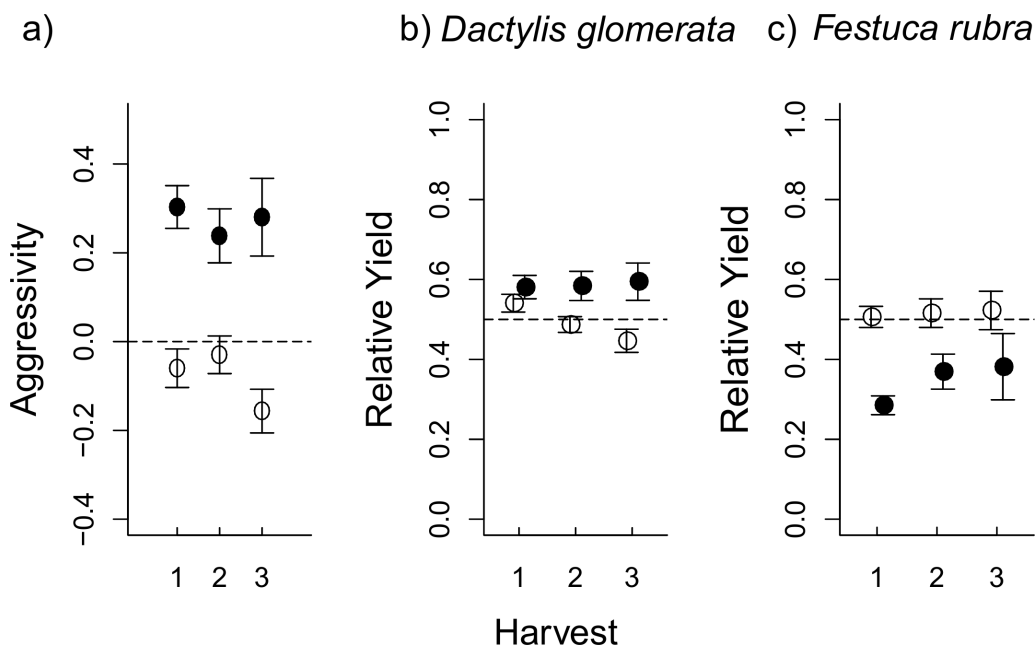 a)
b) Dactylis glomerata
c) Festuca rubra
Aggressivity
0.4
0.2
0.0
−0.2
−0.4
1 2 3
Relative Yield
1.0
0.8
0.6
0.4
0.2
0.0
1 2 3
Relative Yield
1.0
0.8
0.6
0.4
0.2
0.0
1 2 3
Harvest